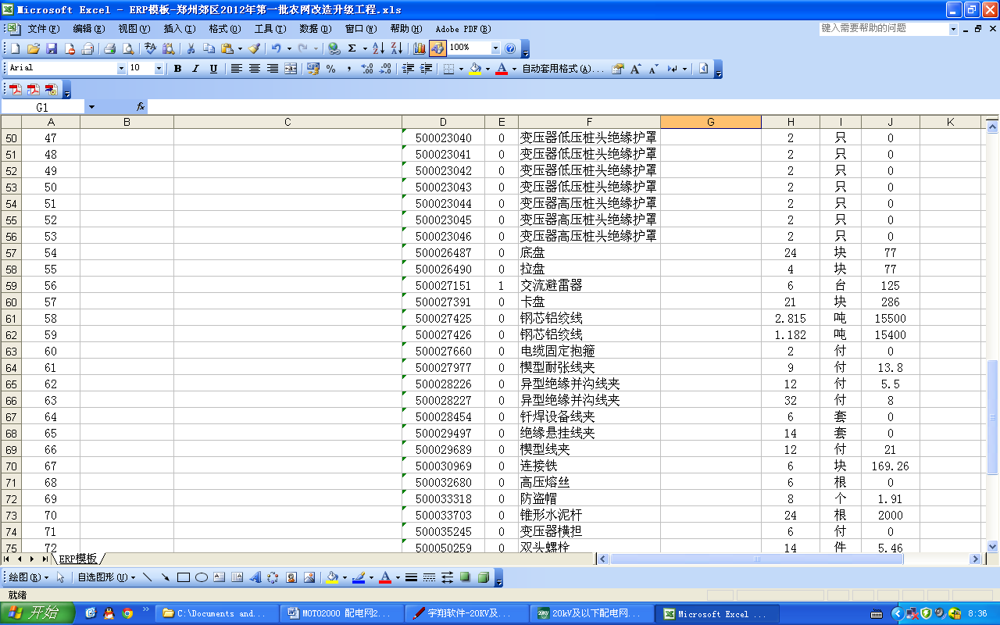 Microsoft Excel - ERP模板-郑州郊区2012年第一批农网改造升级工程.xls
文件(F) 编辑(E) 视图(V) 插入(I) 格式(O) 工具(T) 数据(D) 窗口(W) 帮助(H) Adobe PDF(B) 键入需要帮助的问题
100%
Arial 10 B I U 自动套用格式(A)...
G1 fx
A B C D E F G H I J K
50 47 500023040 0 变压器低压桩头绝缘护罩 2 只 0
51 48 500023041 0 变压器低压桩头绝缘护罩 2 只 0
52 49 500023042 0 变压器低压桩头绝缘护罩 2 只 0
53 50 500023043 0 变压器低压桩头绝缘护罩 2 只 0
54 51 500023044 0 变压器高压桩头绝缘护罩 2 只 0
55 52 500023045 0 变压器高压桩头绝缘护罩 2 只 0
56 53 500023046 0 变压器高压桩头绝缘护罩 2 只 0
57 54 500026487 0 底盘 24 块 77
58 55 500026490 0 拉盘 4 块 77
59 56 500027151 1 交流避雷器 6 台 125
60 57 500027391 0 卡盘 21 块 286
61 58 500027425 0 钢芯铝绞线 2.815 吨 15500
62 59 500027426 0 钢芯铝绞线 1.182 吨 15400
63 60 500027660 0 电缆固定抱箍 2 付 0
64 61 500027977 0 楔型耐张线夹 9 付 13.8
65 62 500028226 0 异型绝缘并沟线夹 12 付 5.5
66 63 500028227 0 异型绝缘并沟线夹 32 付 8
67 64 500028454 0 钎焊设备线夹 6 套 0
68 65 500029497 0 绝缘悬挂线夹 14 套 0
69 66 500029689 0 楔型线夹 12 付 21
70 67 500030969 0 连接铁 6 块 169.26
71 68 500032680 0 高压熔丝 6 根 0
72 69 500033318 0 防盗帽 8 个 1.91
73 70 500033703 0 锥形水泥杆 24 根 2000
74 71 500035245 0 变压器横担 6 付 0
75 72 500050259 0 双头螺栓 14 件 5.46
ERP模板
绘图(R) 自选图形(U)
就绪
开始 C:\Documents and... MOTO2000 配电网2... 宇翔软件-20KV及... 20kV及以下配电网... Microsoft Excel ... 8:36